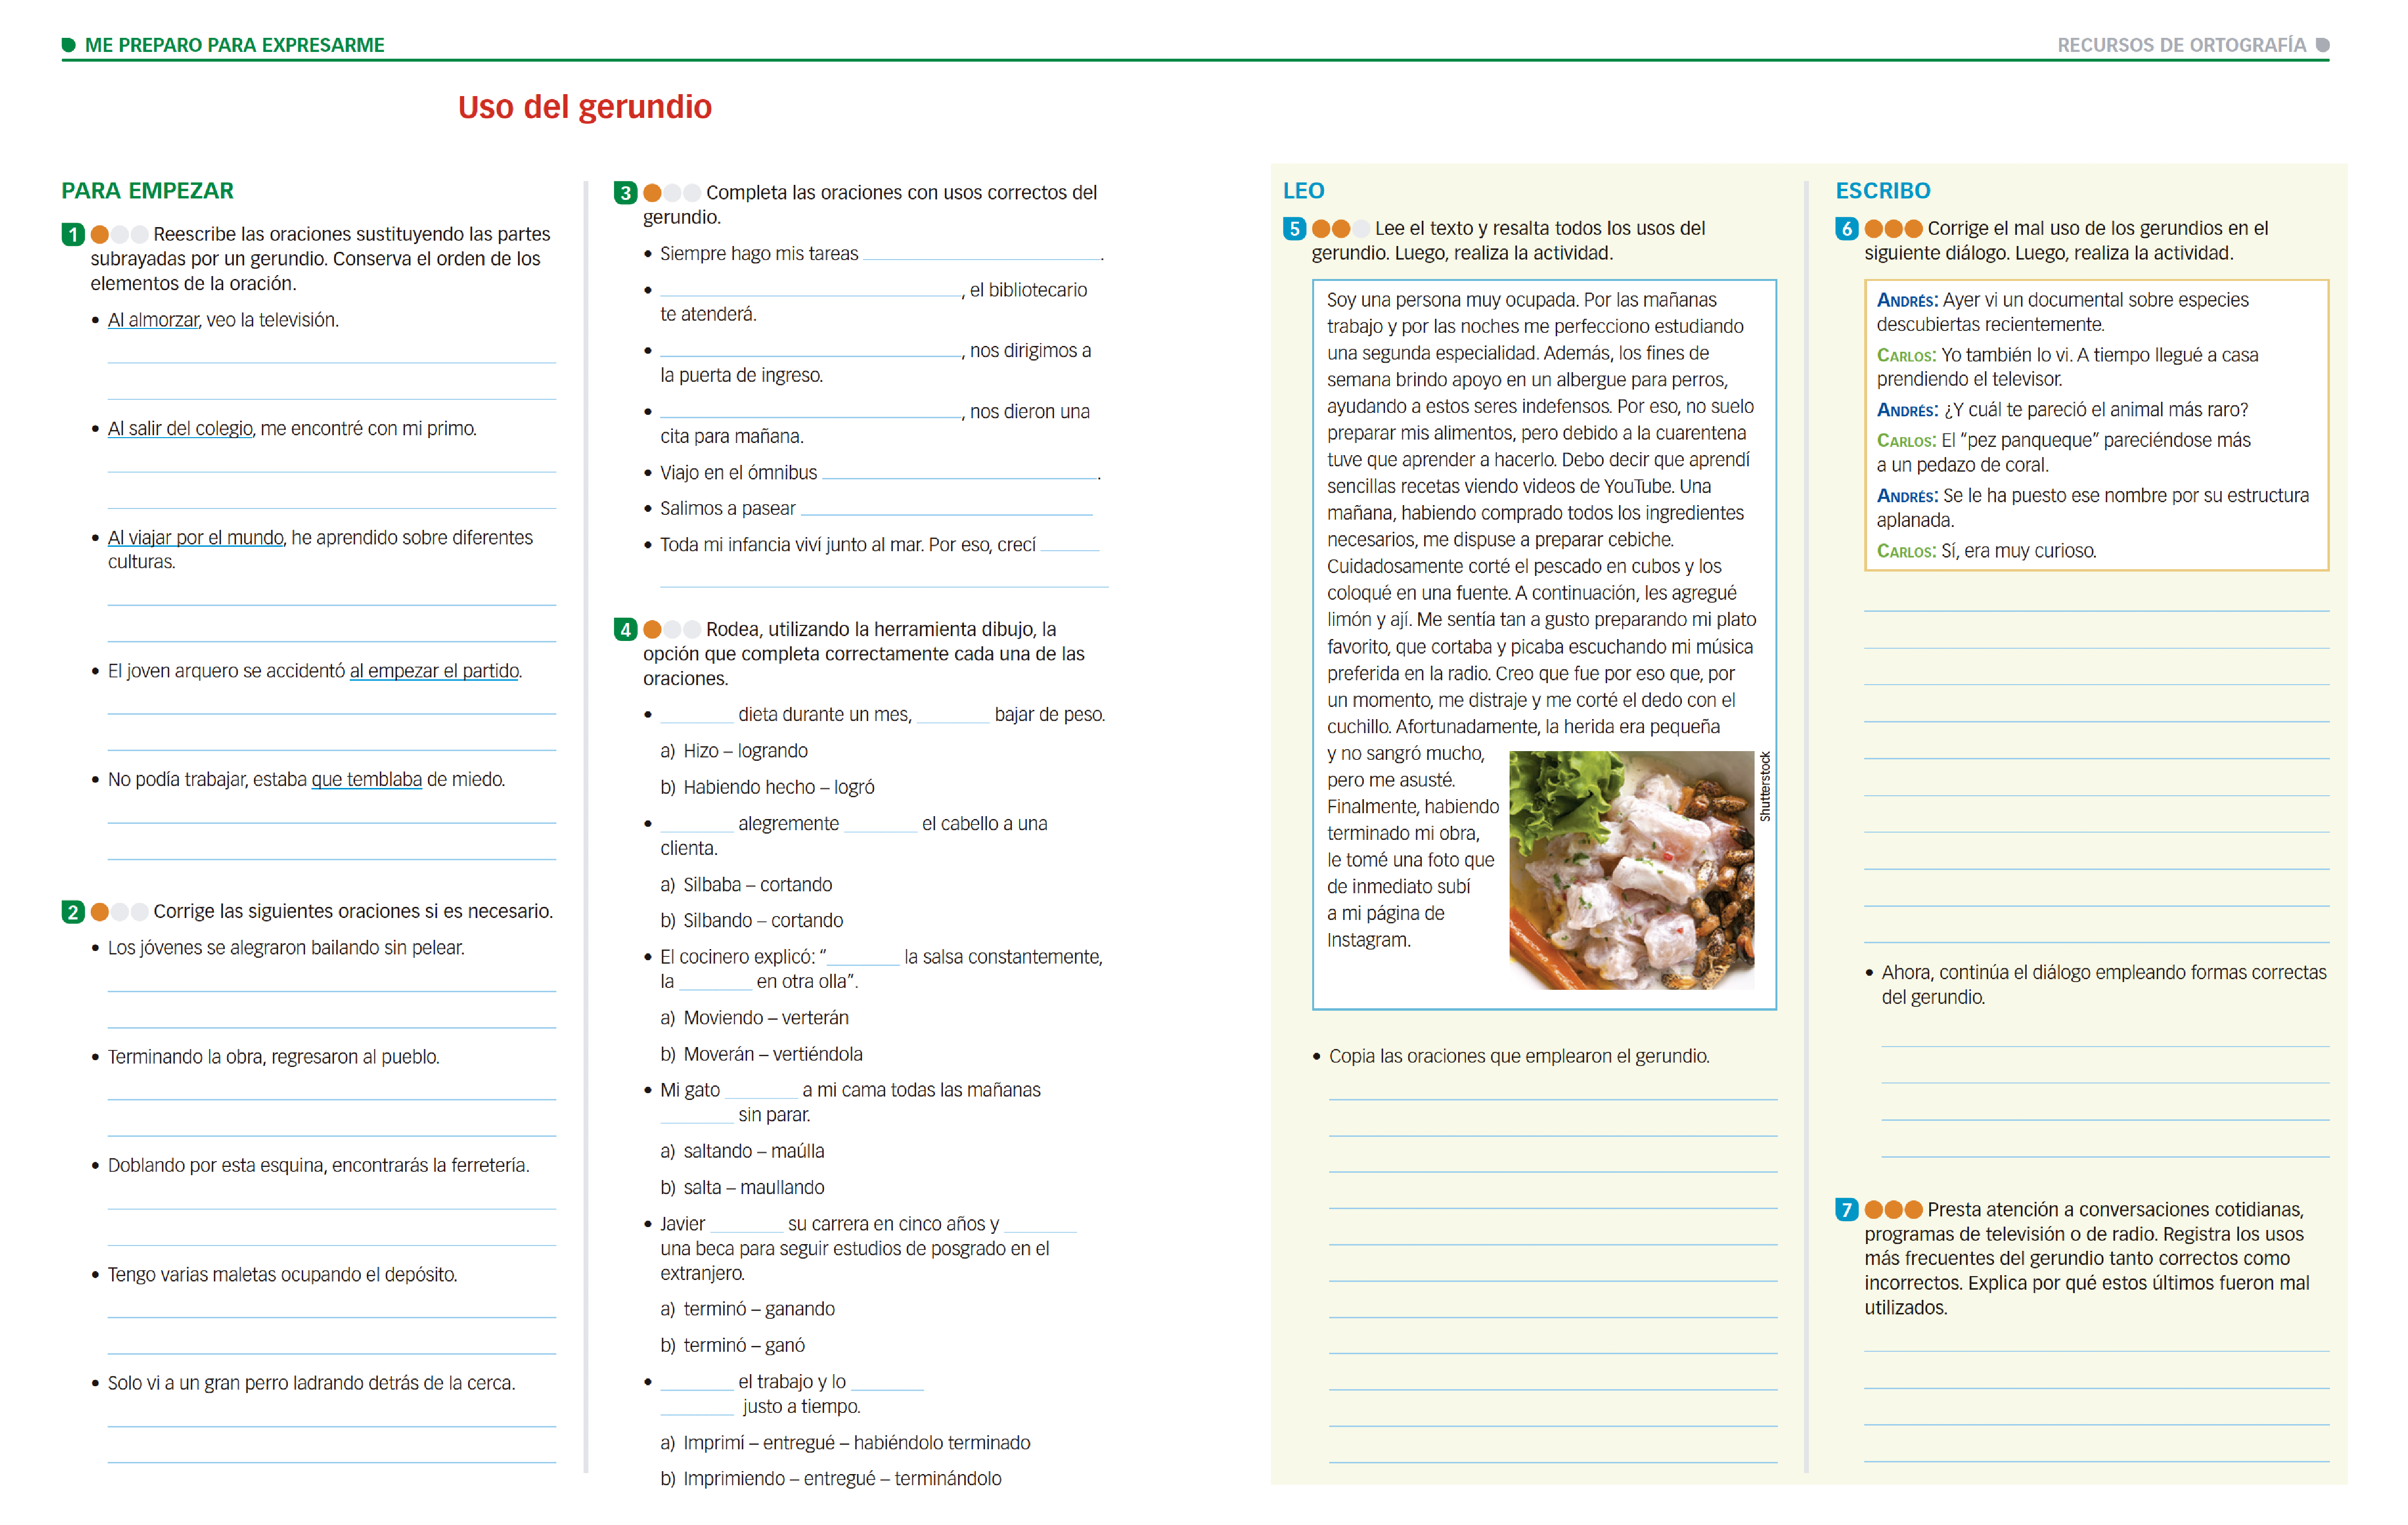 ME PREPARO PARA EXPRESARME
RECURSOS DE ORTOGRAFÍA
Uso del gerundio
PARA EMPEZAR
1 Reescribe las oraciones sustituyendo las partes
subrayadas por un gerundio. Conserva el orden de los
elementos de la oración.
• Al almorzar, veo la televisión.
• Al salir del colegio, me encontré con mi primo.
• Al viajar por el mundo, he aprendido sobre diferentes
culturas.
• El joven arquero se accidentó al empezar el partido.
• No podía trabajar, estaba que temblaba de miedo.
2 Corrige las siguientes oraciones si es necesario.
• Los jóvenes se alegraron bailando sin pelear.
• Terminando la obra, regresaron al pueblo.
• Doblando por esta esquina, encontrarás la ferretería.
• Tengo varias maletas ocupando el depósito.
• Solo vi a un gran perro ladrando detrás de la cerca.
3 Completa las oraciones con usos correctos del
gerundio.
• Siempre hago mis tareas ________.
• ________, el bibliotecario
te atenderá.
• ________, nos dirigimos a
la puerta de ingreso.
• ________, nos dieron una
cita para mañana.
• Viajo en el ómnibus ________.
• Salimos a pasear ________
• Toda mi infancia viví junto al mar. Por eso, crecí ________
4 Rodea, utilizando la herramienta dibujo, la
opción que completa correctamente cada una de las
oraciones.
• ________ dieta durante un mes, ________ bajar de peso.
a) Hizo – logrando
b) Habiendo hecho – logró
• ________ alegremente ________ el cabello a una
clienta.
a) Silbaba – cortando
b) Silbando – cortando
• El cocinero explicó: “________ la salsa constantemente,
la ________ en otra olla”.
a) Moviendo – verterán
b) Moverán – vertiéndola
• Mi gato ________ a mi cama todas las mañanas
________ sin parar.
a) saltando – maúlla
b) salta – maullando
• Javier ________ su carrera en cinco años y ________
una beca para seguir estudios de posgrado en el
extranjero.
a) terminó – ganando
b) terminó – ganó
• ________ el trabajo y lo ________
________ justo a tiempo.
a) Imprimí – entregué – habiéndolo terminado
b) Imprimiendo – entregué – terminándolo
LEO
5 Lee el texto y resalta todos los usos del
gerundio. Luego, realiza la actividad.
Soy una persona muy ocupada. Por las mañanas
trabajo y por las noches me perfecciono estudiando
una segunda especialidad. Además, los fines de
semana brindo apoyo en un albergue para perros,
ayudando a estos seres indefensos. Por eso, no suelo
preparar mis alimentos, pero debido a la cuarentena
tuve que aprender a hacerlo. Debo decir que aprendí
sencillas recetas viendo videos de YouTube. Una
mañana, habiendo comprado todos los ingredientes
necesarios, me dispuse a preparar cebiche.
Cuidadosamente corté el pescado en cubos y los
coloqué en una fuente. A continuación, les agregué
limón y ají. Me sentía tan a gusto preparando mi plato
favorito, que cortaba y picaba escuchando mi música
preferida en la radio. Creo que fue por eso que, por
un momento, me distraje y me corté el dedo con el
cuchillo. Afortunadamente, la herida era pequeña
y no sangró mucho,
pero me asusté.
Finalmente, habiendo
terminado mi obra,
le tomé una foto que
de inmediato subí
a mi página de
Instagram.
Shutterstock
• Copia las oraciones que emplearon el gerundio.
ESCRIBO
6 Corrige el mal uso de los gerundios en el
siguiente diálogo. Luego, realiza la actividad.
ANDRÉS: Ayer vi un documental sobre especies
descubiertas recientemente.
CARLOS: Yo también lo vi. A tiempo llegué a casa
prendiendo el televisor.
ANDRÉS: ¿Y cuál te pareció el animal más raro?
CARLOS: El “pez panqueque” pareciéndose más
a un pedazo de coral.
ANDRÉS: Se le ha puesto ese nombre por su estructura
aplanada.
CARLOS: Sí, era muy curioso.
• Ahora, continúa el diálogo empleando formas correctas
del gerundio.
7 Presta atención a conversaciones cotidianas,
programas de televisión o de radio. Registra los usos
más frecuentes del gerundio tanto correctos como
incorrectos. Explica por qué estos últimos fueron mal
utilizados.